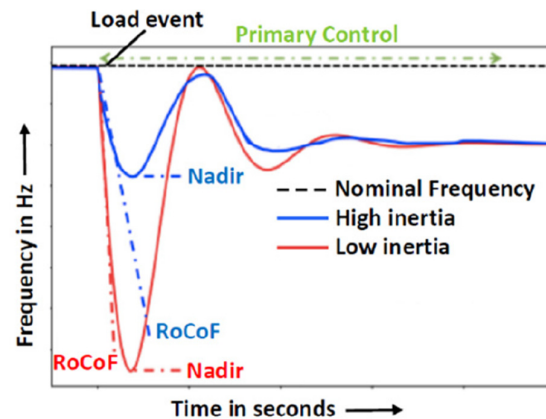 Load event
Primary Control
Nadir
Nominal Frequency
High inertia
Low inertia
RoCoF
RoCoF
Nadir
Frequency in Hz
Time in seconds